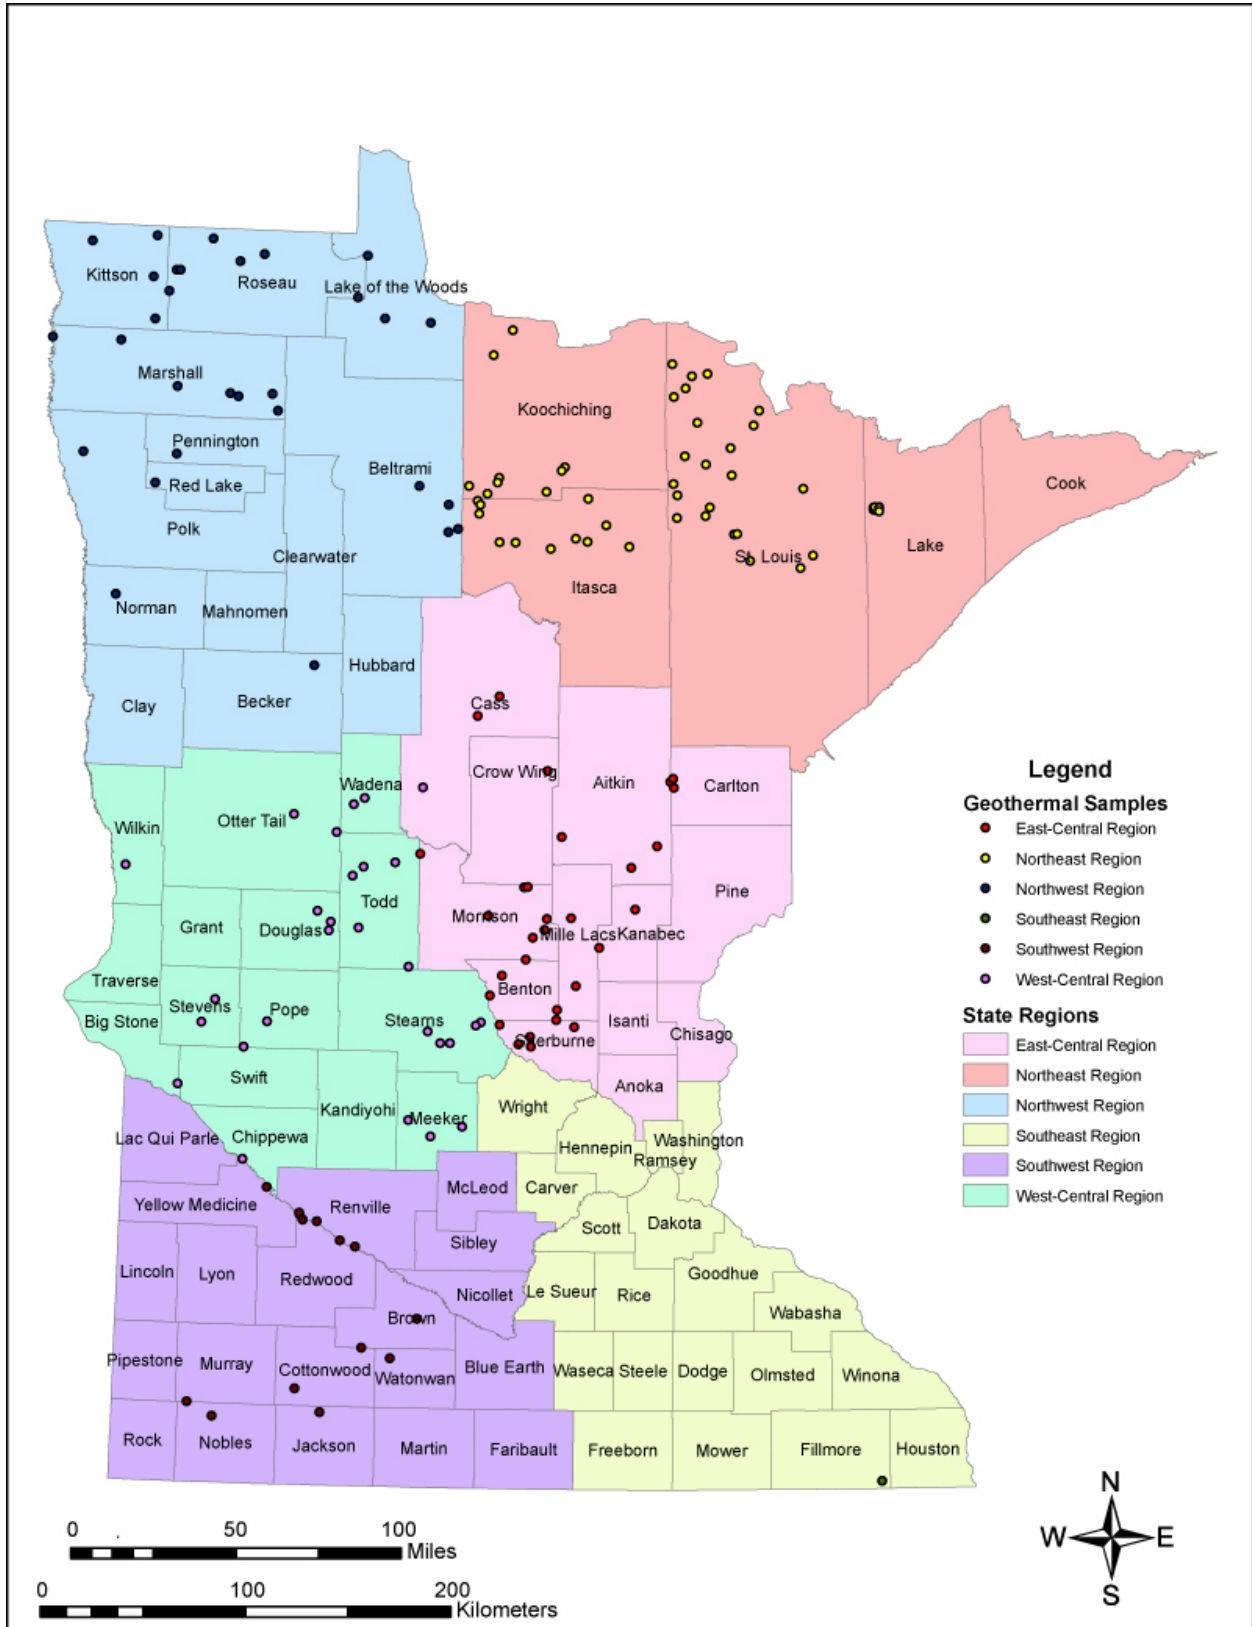 Kittson
Roseau
Lake of the Woods
Marshall
Koochiching
Pennington
Beltrami
Red Lake
Cook
Polk
Clearwater
St. Louis
Lake
Itasca
Norman
Mahnomen
Hubbard
Becker
Clay
Cass
Crow Wing
Aitkin
Carlton
Wadena
Otter Tail
Wilkin
Pine
Todd
Morrison
Grant
Douglas
Mille Lacs
Kanabec
Traverse
Benton
Stevens
Pope
Big Stone
Stearns
Isanti
Chisago
Sherburne
Swift
Anoka
Kandiyohi
Wright
Meeker
Lac Qui Parle
Chippewa
Hennepin
Washington
Ramsey
McLeod
Carver
Yellow Medicine
Renville
Scott
Dakota
Sibley
Lincoln
Lyon
Redwood
Goodhue
Nicollet
Le Sueur
Rice
Wabasha
Brown
Pipestone
Murray
Cottonwood
Watonwan
Blue Earth
Waseca
Steele
Dodge
Olmsted
Winona
Rock
Nobles
Jackson
Martin
Faribault
Freeborn
Mower
Fillmore
Houston
Legend
Geothermal Samples
East-Central Region
Northeast Region
Northwest Region
Southeast Region
Southwest Region
West-Central Region
State Regions
East-Central Region
Northeast Region
Northwest Region
Southeast Region
Southwest Region
West-Central Region
N
W E
S
0 50 100
Miles
0 100 200
Kilometers